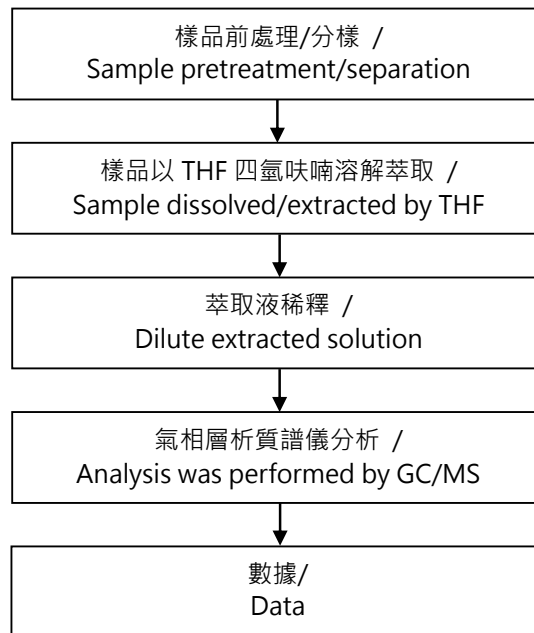 樣品前處理/分樣 /
Sample pretreatment/separation
樣品以 THF 四氫呋喃溶解萃取 /
Sample dissolved/extracted by THF
萃取液稀釋 /
Dilute extracted solution
氣相層析質譜儀分析 /
Analysis was performed by GC/MS
數據/
Data